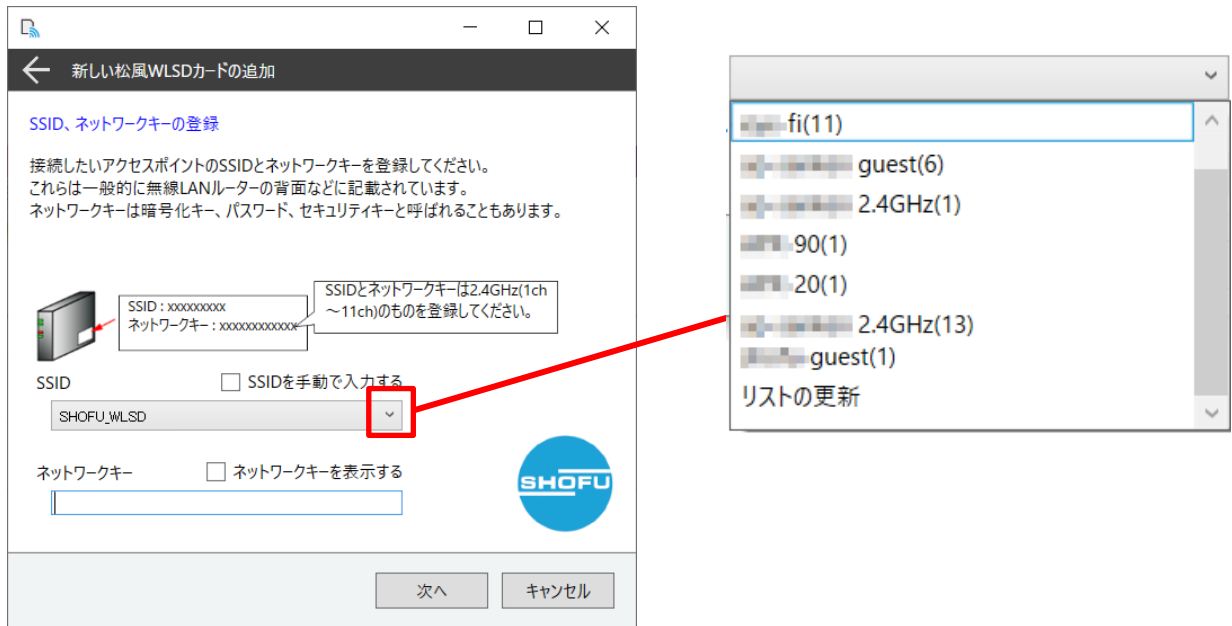 新しい松風WLSDカードの追加
SSID、ネットワークキーの登録
接続したいアクセスポイントのSSIDとネットワークキーを登録してください。
これらは一般的に無線LANルーターの背面などに記載されています。
ネットワークキーは暗号化キー、パスワード、セキュリティキーと呼ばれることもあります。
SSID : xxxxxxxxx
ネットワークキー : xxxxxxxxxxxx
SSIDとネットワークキーは2.4GHz(1ch
～11ch)のものを登録してください。
SSID
SSIDを手動で入力する
SHOFU_WLSD
ネットワークキー
ネットワークキーを表示する
SHOFU
次へ
キャンセル
-fi(11)
guest(6)
2.4GHz(1)
-90(1)
-20(1)
2.4GHz(13)
-guest(1)
リストの更新